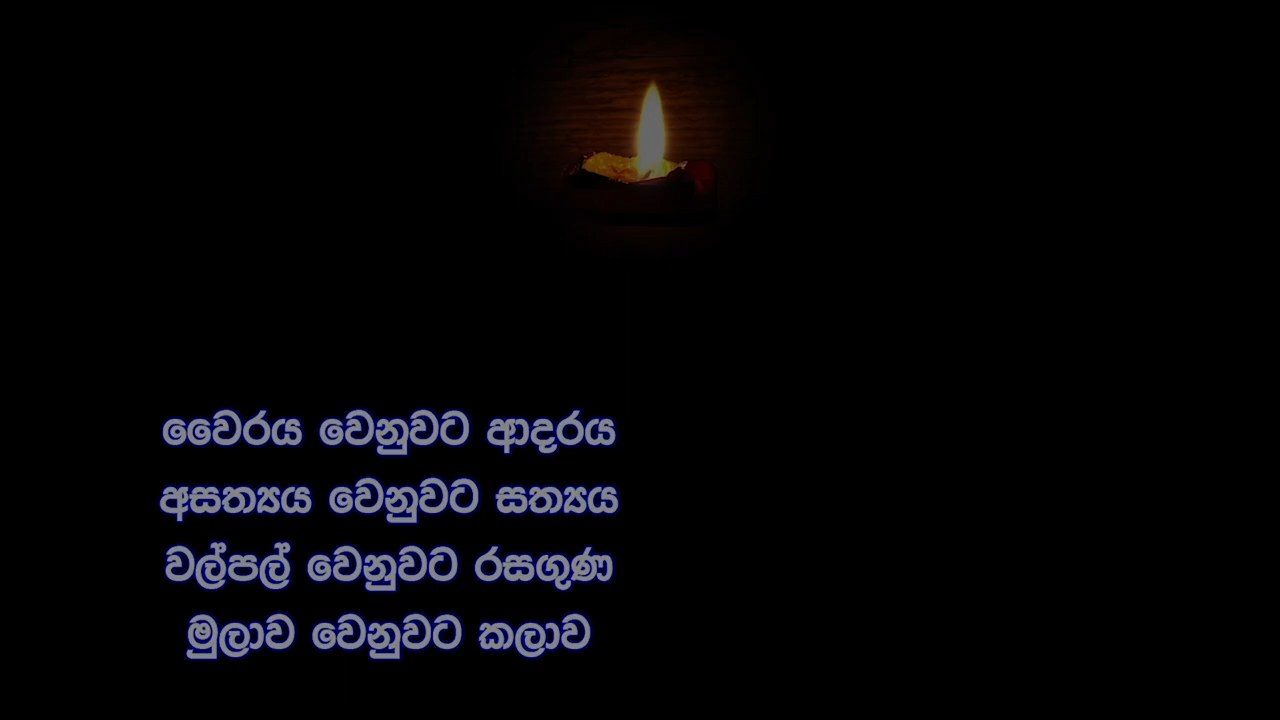 වෛරය වෙනුවට ආදරය
අසත්‍යය වෙනුවට සත්‍යය
වල්පල් වෙනුවට රසගුණ
මුලාව වෙනුවට කලාව